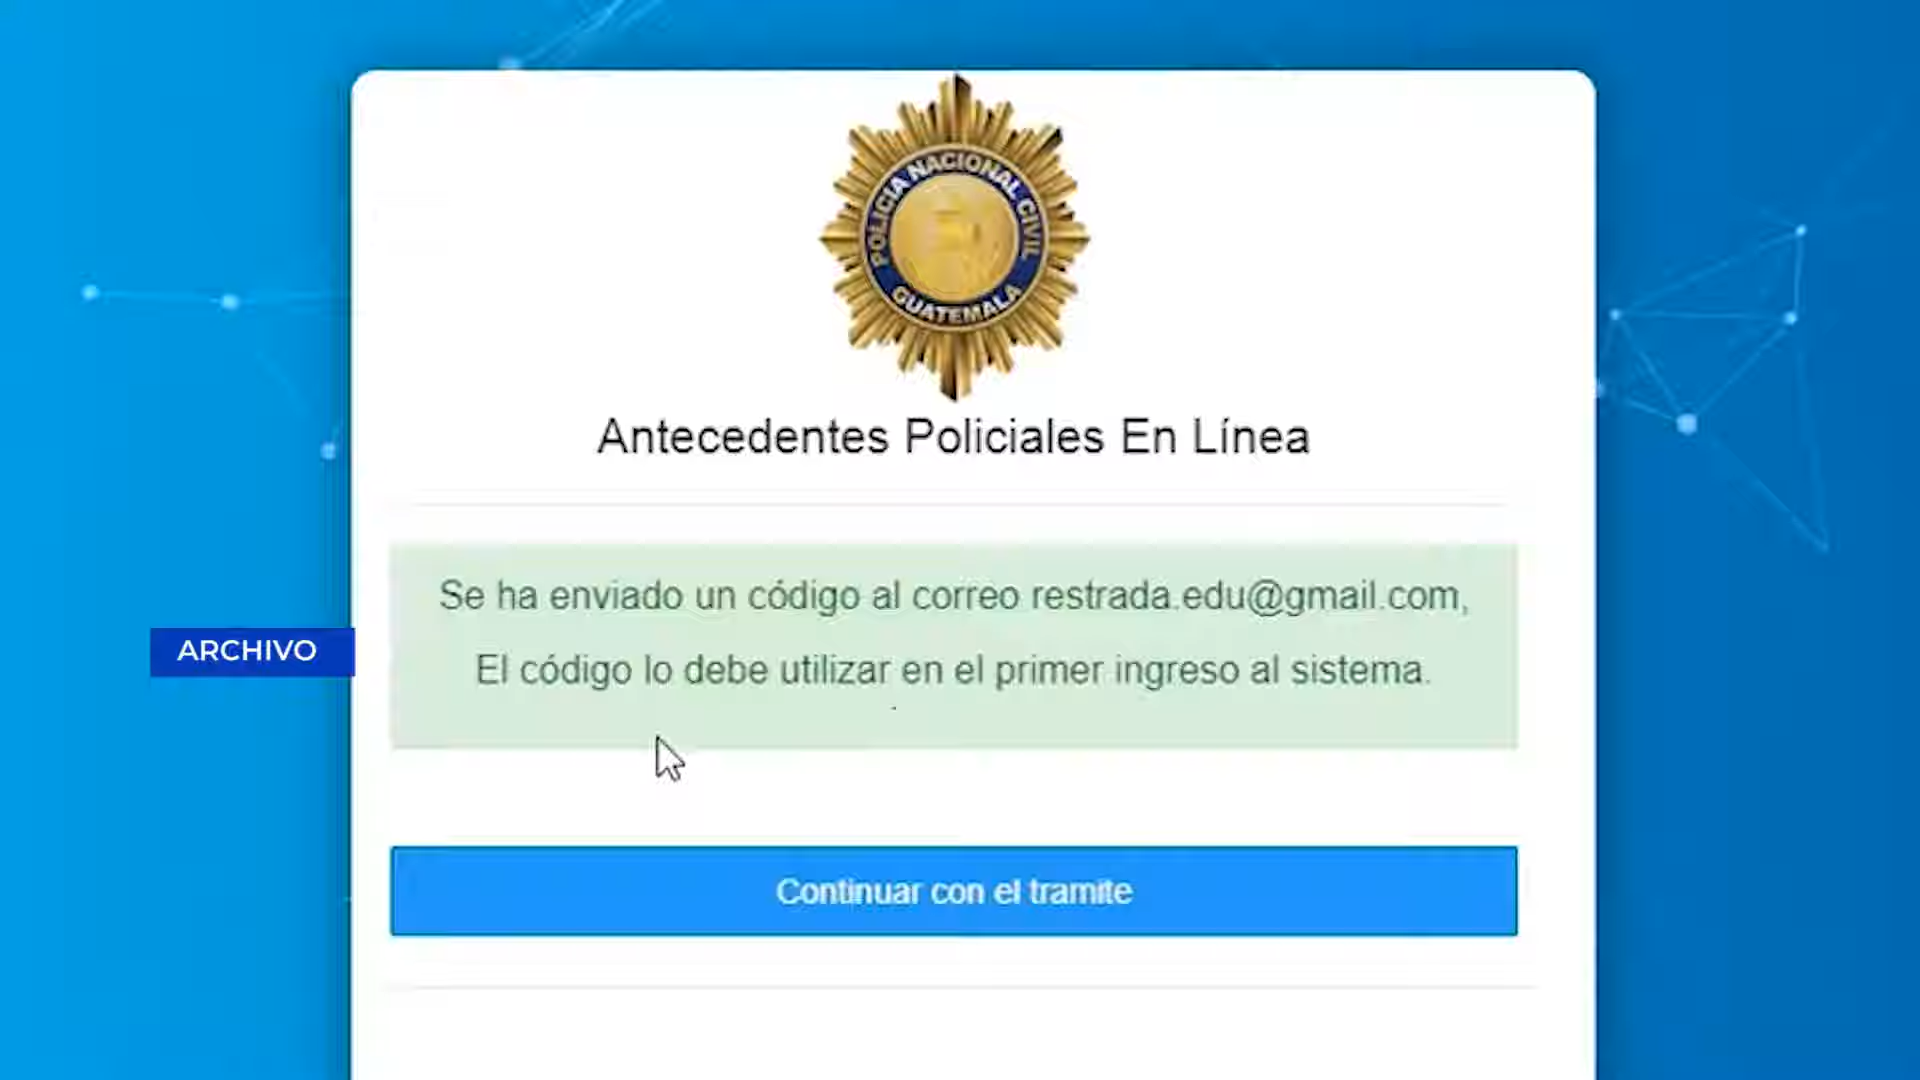 POLICIA NACIONAL CIVIL
GUATEMALA
Antecedentes Policiales En Línea
Se ha enviado un código al correo restrada.edu@gmail.com,
El código lo debe utilizar en el primer ingreso al sistema.
ARCHIVO
Continuar con el tramite